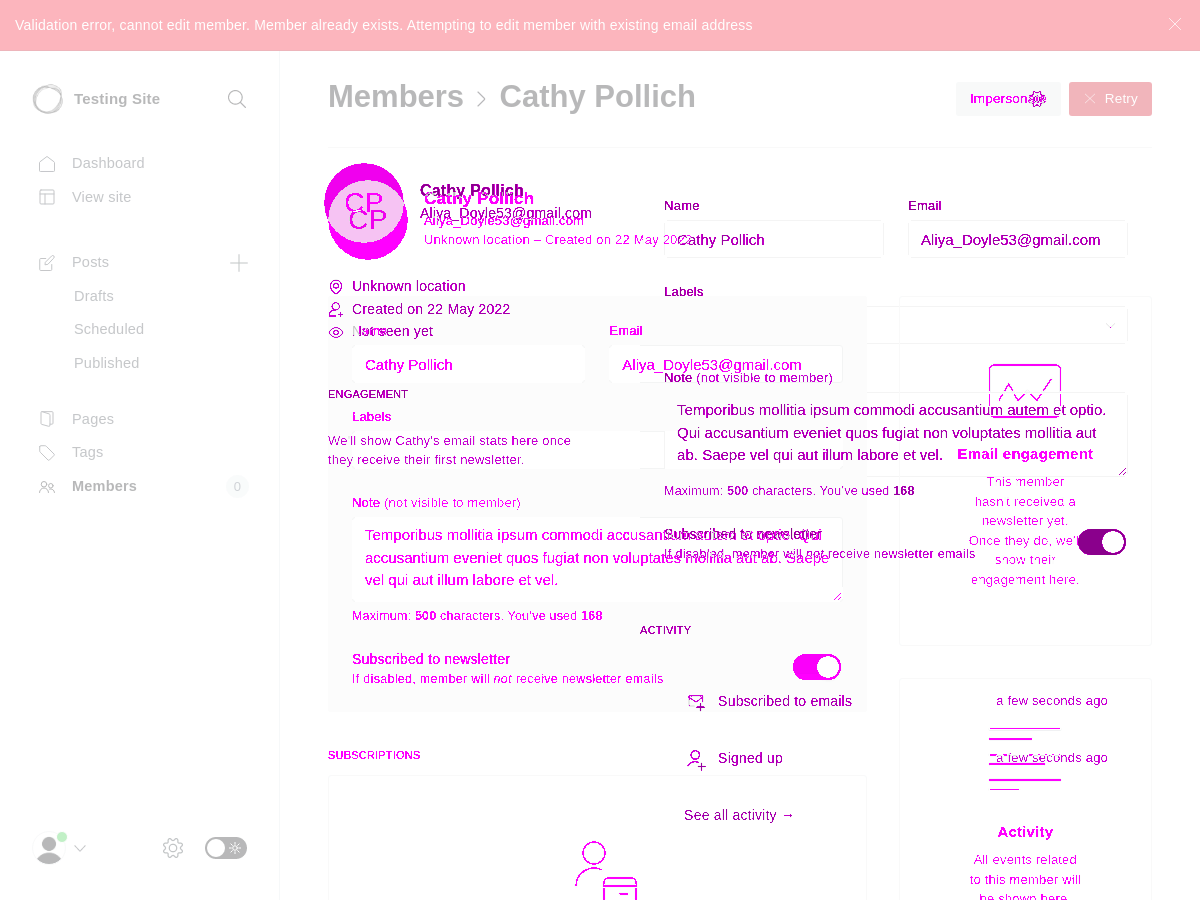 Validation error, cannot edit member. Member already exists. Attempting to edit member with existing email address
Testing Site
Dashboard
View site
Posts
Drafts
Scheduled
Published
Pages
Tags
Members
0
Members > Cathy Pollich
Retry
CP
CP
Cathy Pollich
Cathy Pollich
Aliya_Doyle53@gmail.com
Aliya_Doyle53@gmail.com
Unknown location – Created on 22 May
Name
Email
Cathy Pollich
Aliya_Doyle53@gmail.com
Unknown location
Created on 22 May 2022
seen yet
Labels
Email
Cathy Pollich
Aliya_Doyle53@gmail.com
Note (not visible to member)
ENGAGEMENT
Labels
We'll show Cathy's email stats here once
they receive their first newsletter.
Temporibus mollitia ipsum commodi accusantium autem et optio.
Qui accusantium eveniet quos fugiat non voluptates mollitia aut
ab. Saepe vel qui aut illum labore et vel.
Maximum: 500 characters. You've used 168
Email engagement
This member
hasn't received a
newsletter yet.
Once they do, we'll
show their
engagement here.
Note (not visible to member)
Subscribed to newsletter
If disabled, member will not receive newsletter emails
Temporibus mollitia ipsum commodi accusantium autem et optio. Qui
accusantium eveniet quos fugiat non voluptates mollitia aut ab. Saepe
vel qui aut illum labore et vel.
Maximum: 500 characters. You've used 168
ACTIVITY
Subscribed to newsletter
If disabled, member will not receive newsletter emails
Subscribed to emails
a few seconds ago
Signed up
a few seconds ago
See all activity →
SUBSCRIPTIONS
Activity
All events related
to this member will
be shown here.